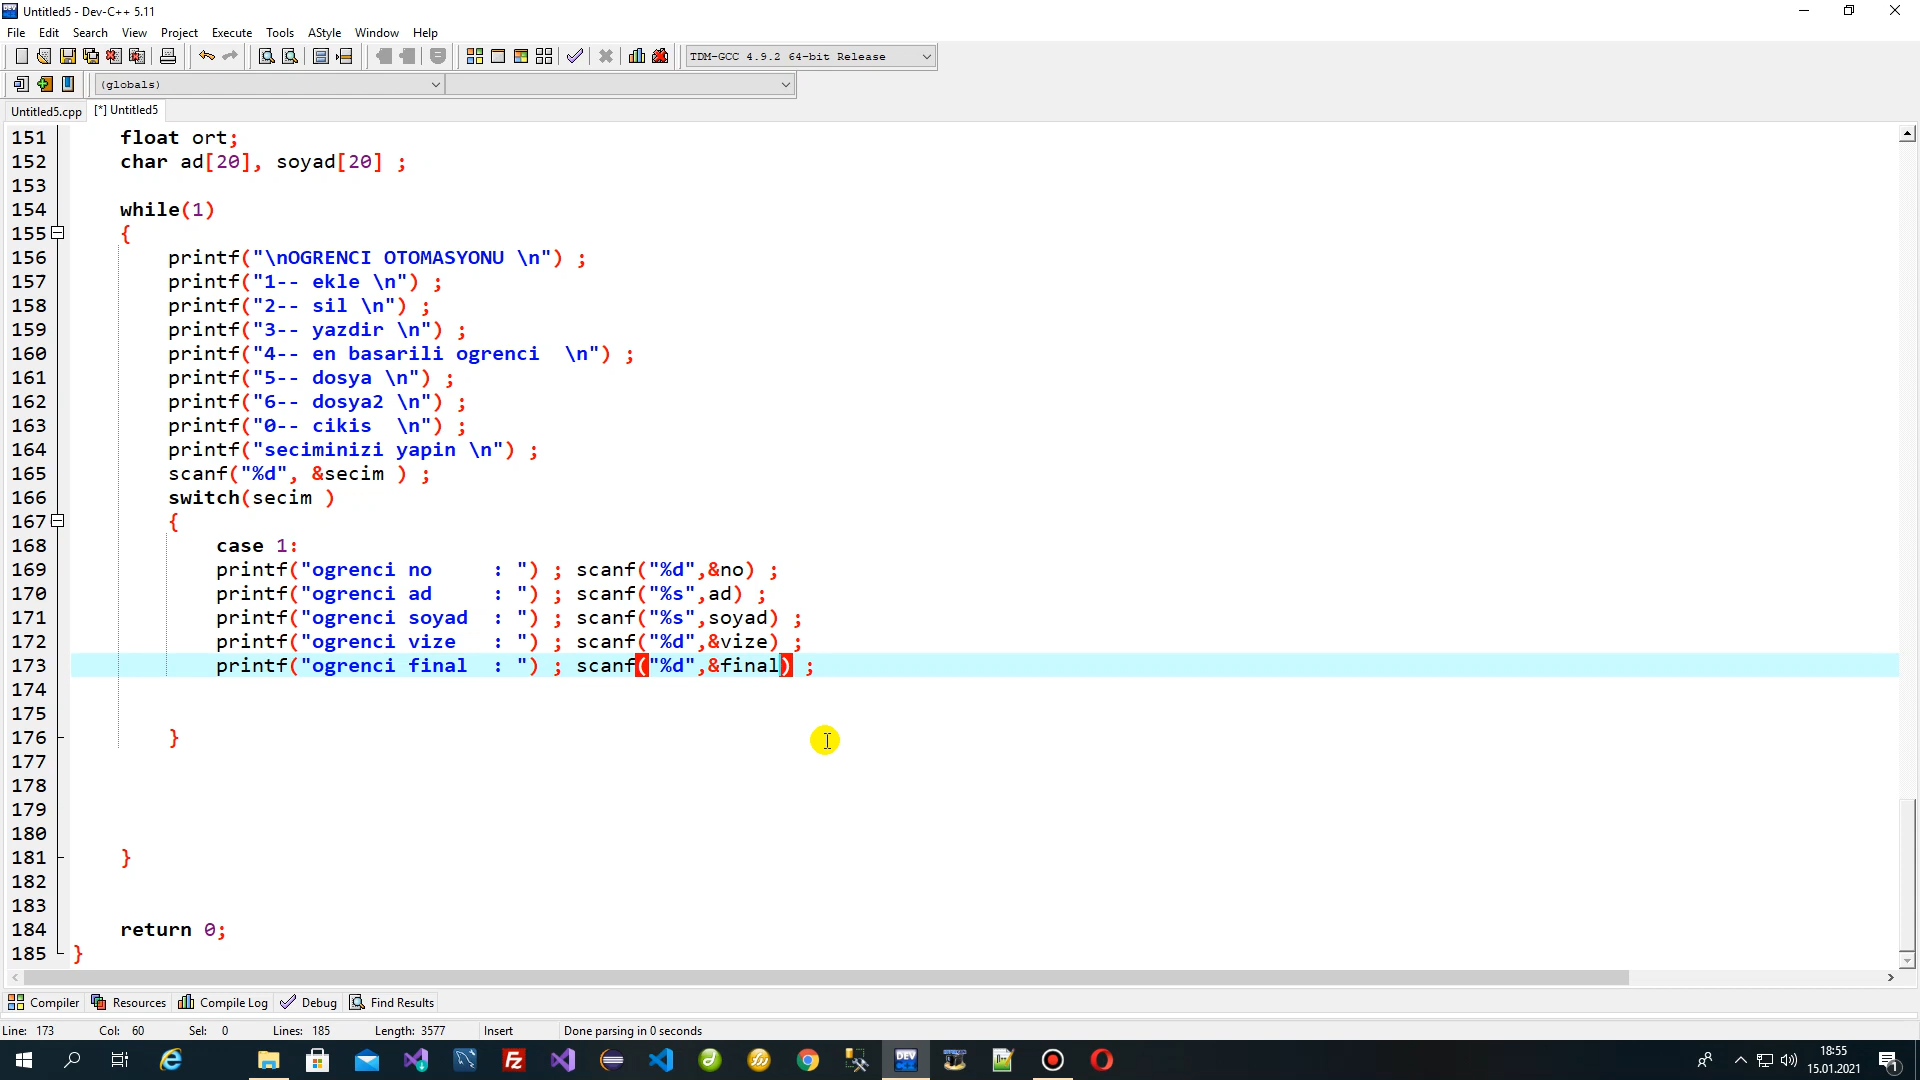 Untitled5 - Dev-C++ 5.11
File Edit Search View Project Execute Tools AStyle Window Help
TDM-GCC 4.9.2 64-bit Release
(globals)
Untitled5.cpp [*] Untitled5
151 float ort;
152 char ad[20], soyad[20] ;
153
154 while(1)
155 {
156 printf("\nOGRENCI OTOMASYONU \n") ;
157 printf("1-- ekle \n") ;
158 printf("2-- sil \n") ;
159 printf("3-- yazdir \n") ;
160 printf("4-- en basarili ogrenci  \n") ;
161 printf("5-- dosya \n") ;
162 printf("6-- dosya2 \n") ;
163 printf("0-- cikis  \n") ;
164 printf("seciminizi yapin \n") ;
165 scanf("%d", &secim ) ;
166 switch(secim )
167 {
168 case 1:
169 printf("ogrenci no     : ") ; scanf("%d",&no) ;
170 printf("ogrenci ad     : ") ; scanf("%s",ad) ;
171 printf("ogrenci soyad  : ") ; scanf("%s",soyad) ;
172 printf("ogrenci vize   : ") ; scanf("%d",&vize) ;
173 printf("ogrenci final  : ") ; scanf("%d",&final) ;
174
175
176 }
177
178
179
180
181 }
182
183
184 return 0;
185 }
Compiler Resources Compile Log Debug Find Results
Line: 173 Col: 60 Sel: 0 Lines: 185 Length: 3577 Insert Done parsing in 0 seconds
18:55
15.01.2021